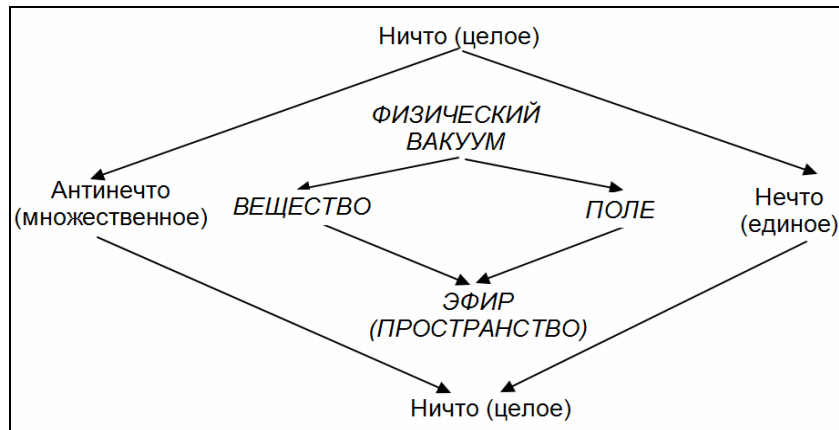 Ничто (целое)
ФИЗИЧЕСКИЙ
ВАКУУМ
Антинечто
(множественное)
ВЕЩЕСТВО
ПОЛЕ
Нечто
(единое)
ЭФИР
(ПРОСТРАНСТВО)
Ничто (целое)